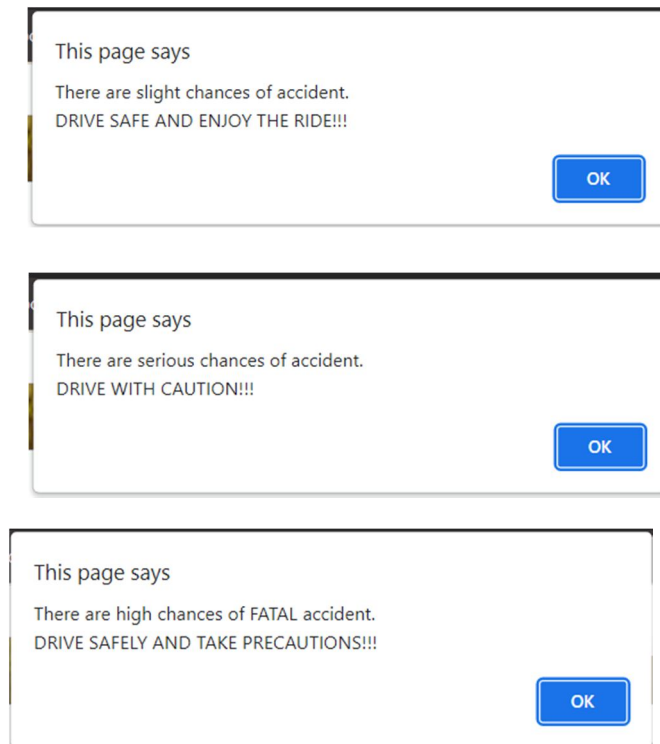 This page says
There are slight chances of accident.
DRIVE SAFE AND ENJOY THE RIDE!!!
OK
This page says
There are serious chances of accident.
DRIVE WITH CAUTION!!!
OK
This page says
There are high chances of FATAL accident.
DRIVE SAFELY AND TAKE PRECAUTIONS!!!
OK